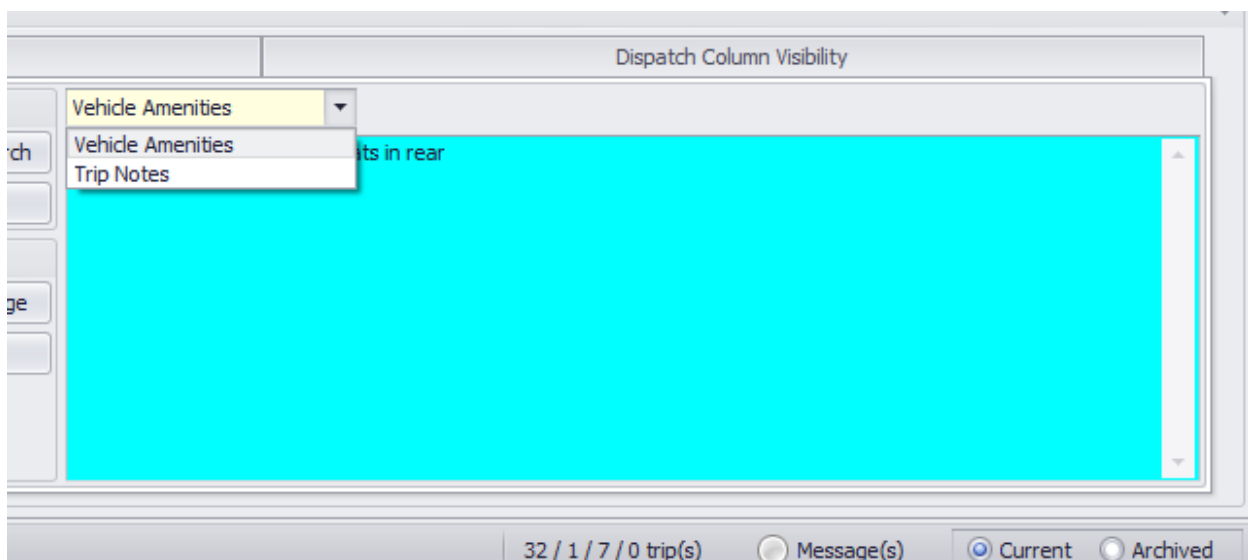 Dispatch Column Visibility
Vehicle Amenities
Vehicle Amenities
in rear
Trip Notes
32 / 1 / 7 / 0 trip(s) Message(s) Current Archived